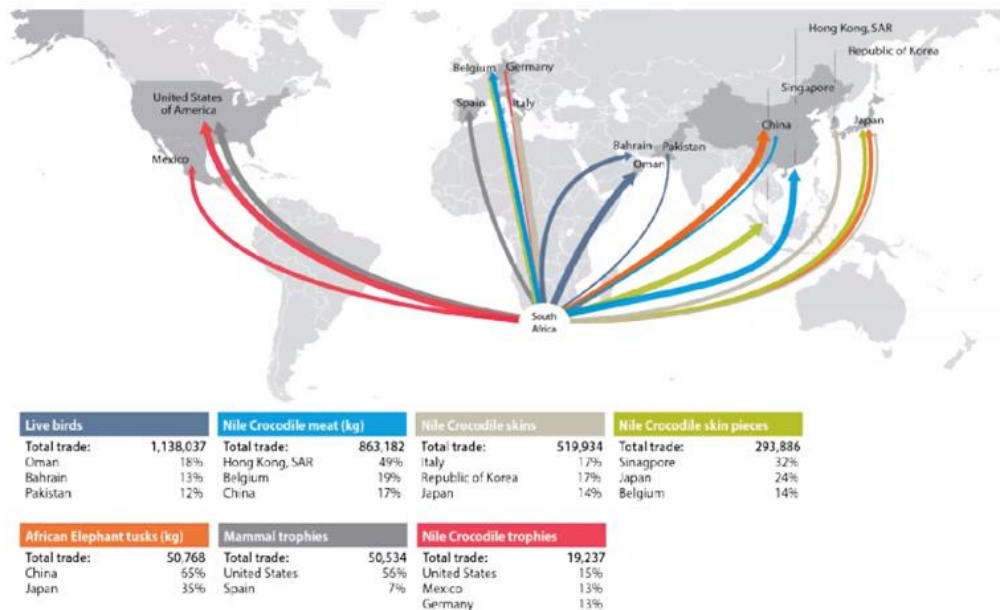 Hong Kong, SAR
Republic of Korea
Belgium
Germany
Singapore
United States
of America
Spain
Italy
Japan
China
Mexico
Bahrain
Pakistan
Oman
South
Africa
Live birds
Total trade: 1,138,037
Oman 18%
Bahrain 13%
Pakistan 12%
Nile Crocodile meat (kg)
Total trade: 863,182
Hong Kong, SAR 49%
Belgium 19%
China 17%
Nile Crocodile skins
Total trade: 519,934
Italy 17%
Republic of Korea 17%
Japan 14%
Nile Crocodile skin pieces
Total trade: 293,886
Sinagpore 32%
Japan 24%
Belgium 14%
African Elephant tusks (kg)
Total trade: 50,768
China 65%
Japan 35%
Mammal trophies
Total trade: 50,534
United States 56%
Spain 7%
Nile Crocodile trophies
Total trade: 19,237
United States 15%
Mexico 13%
Germany 13%